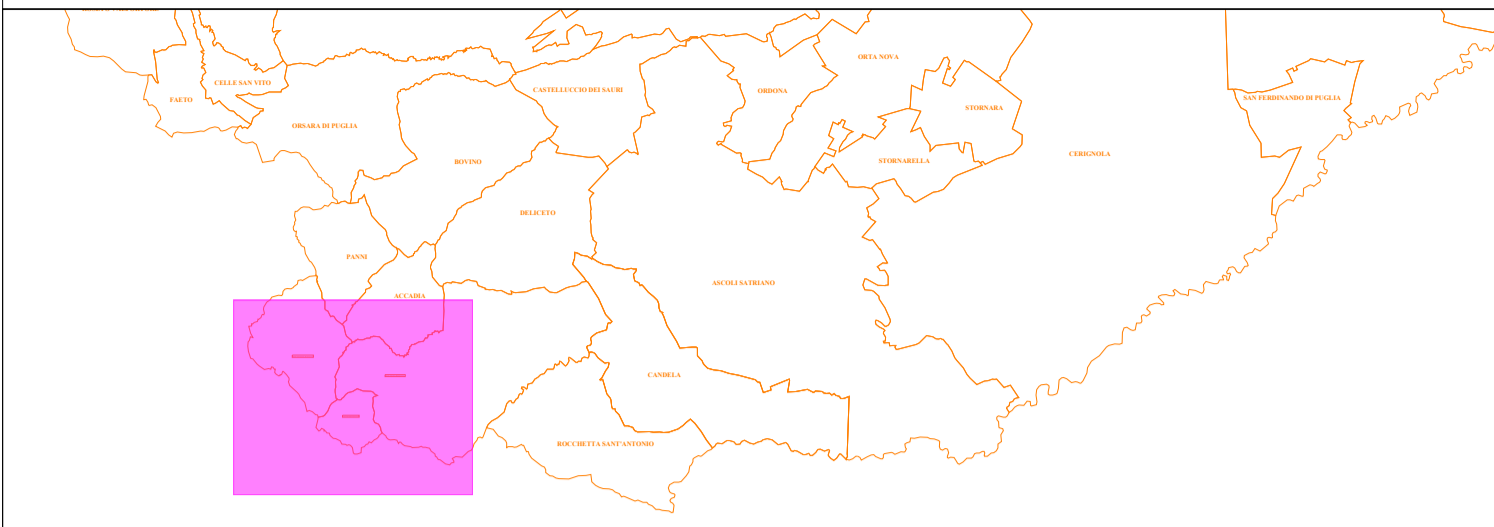 ORTA NOVA
CELLE SAN VITO
FAETO
CASTELLUCCIO DEI SAURI
ORDONA
STORNARA
SAN FERDINANDO DI PUGLIA
ORSARA DI PUGLIA
BOVINO
STORNARELLA
CERIGNOLA
DELICETO
PANNI
ASCOLI SATRIANO
ACCADIA
CANDELA
ROCCHETTA SANT'ANTONIO